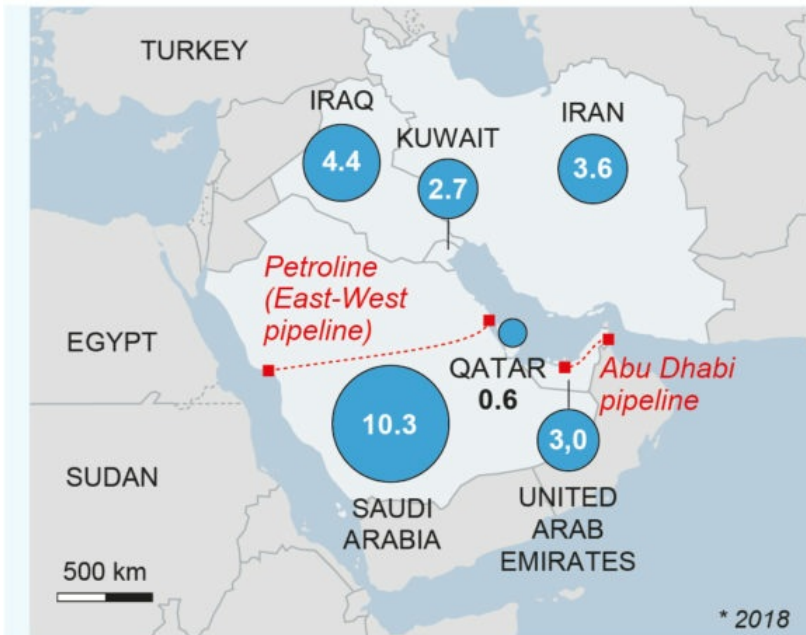 TURKEY
IRAQ
4.4
KUWAIT
2.7
IRAN
3.6
Petroline
(East-West
pipeline)
EGYPT
QATAR
0.6
Abu Dhabi
pipeline
10.3
3,0
SUDAN
SAUDI
ARABIA
UNITED
ARAB
EMIRATES
500 km
* 2018